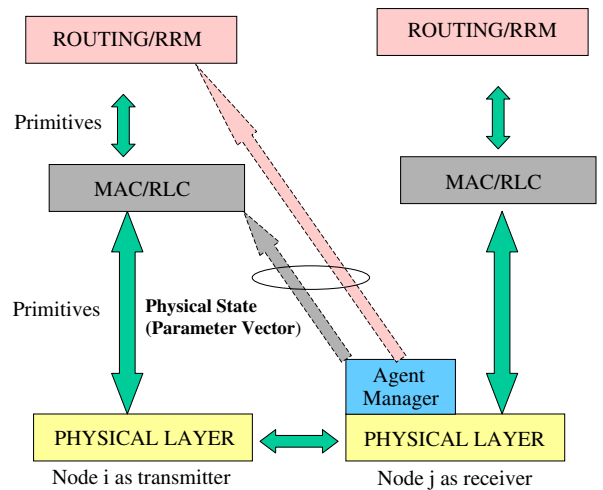 ROUTING/RRM
ROUTING/RRM
Primitives
MAC/RLC
MAC/RLC
Primitives
Physical State
(Parameter Vector)
Agent
Manager
PHYSICAL LAYER
PHYSICAL LAYER
Node i as transmitter
Node j as receiver